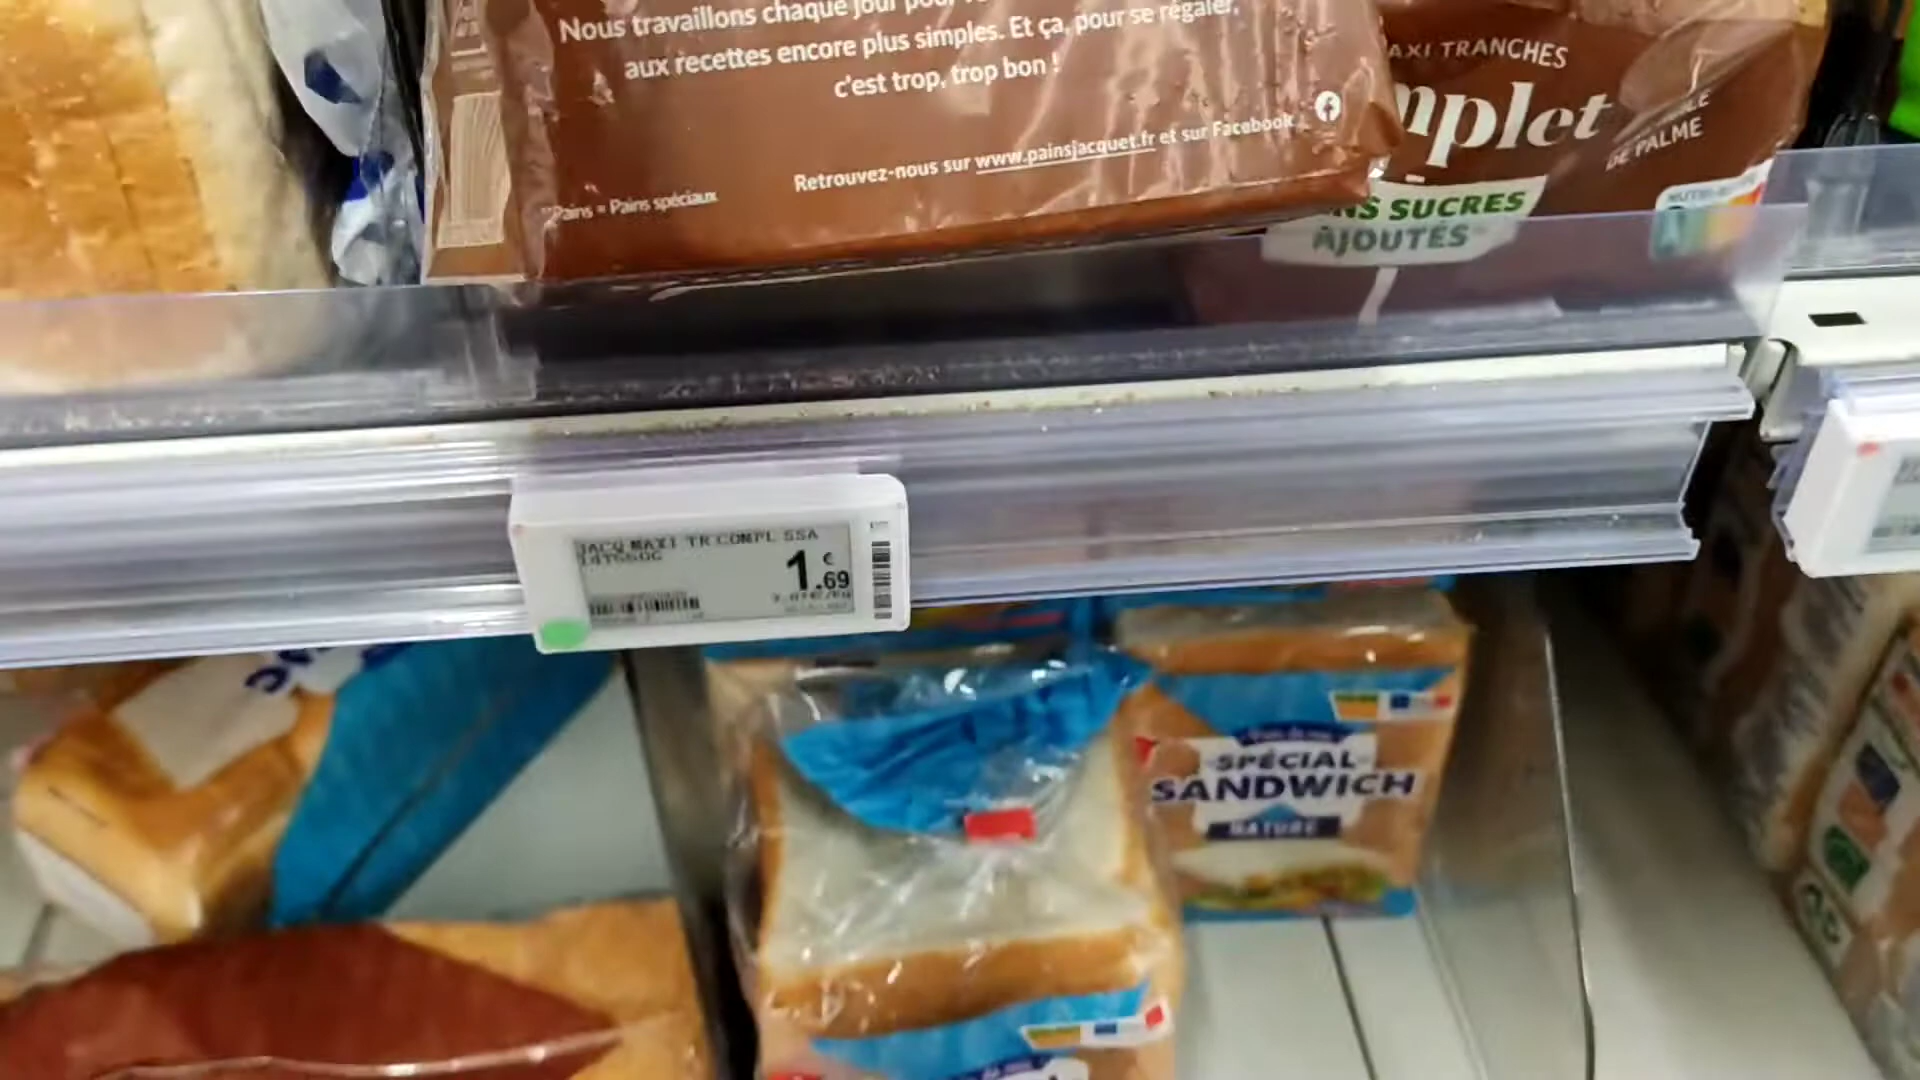 Nous travaillons chaque jour
aux recettes encore plus simples. Et ça, pour se régaler,
c'est trop, trop bon !
Retrouvez-nous sur www.painsjacquet.fr et sur Facebook
**Pains = Pains spéciaux
AXI TRANCHES
mplet
DE PALME
NS SUCRES
AJOUTÉS
JACQ MAXI TR COMPL SSA
14T550G
1€.69
SPÉCIAL
SANDWICH
NATURE